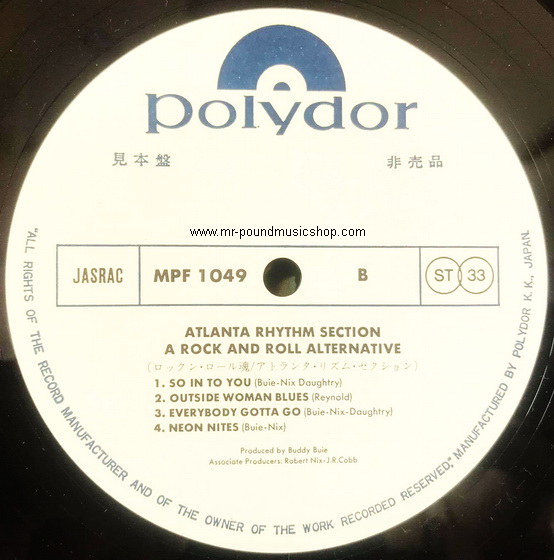 polydor
見本盤 非売品
www.mr-poundmusicshop.com
JASRAC MPF 1049 B ST 33
ATLANTA RHYTHM SECTION
A ROCK AND ROLL ALTERNATIVE
(ロックン・ロール魂/アトランタ・リズム・セクション)
1. SO IN TO YOU (Buie-Nix Daughtry)
2. OUTSIDE WOMAN BLUES (Reynold)
3. EVERYBODY GOTTA GO (Buie-Nix-Daughtry)
4. NEON NITES (Buie-Nix)
Produced by Buddy Buie
Associate Producers: Robert Nix-J.R.Cobb
"ALL RIGHTS OF THE RECORD MANUFACTURER AND OF THE OWNER OF THE WORK RECORDED RESERVED," MANUFACTURED BY POLYDOR K.K., JAPAN.